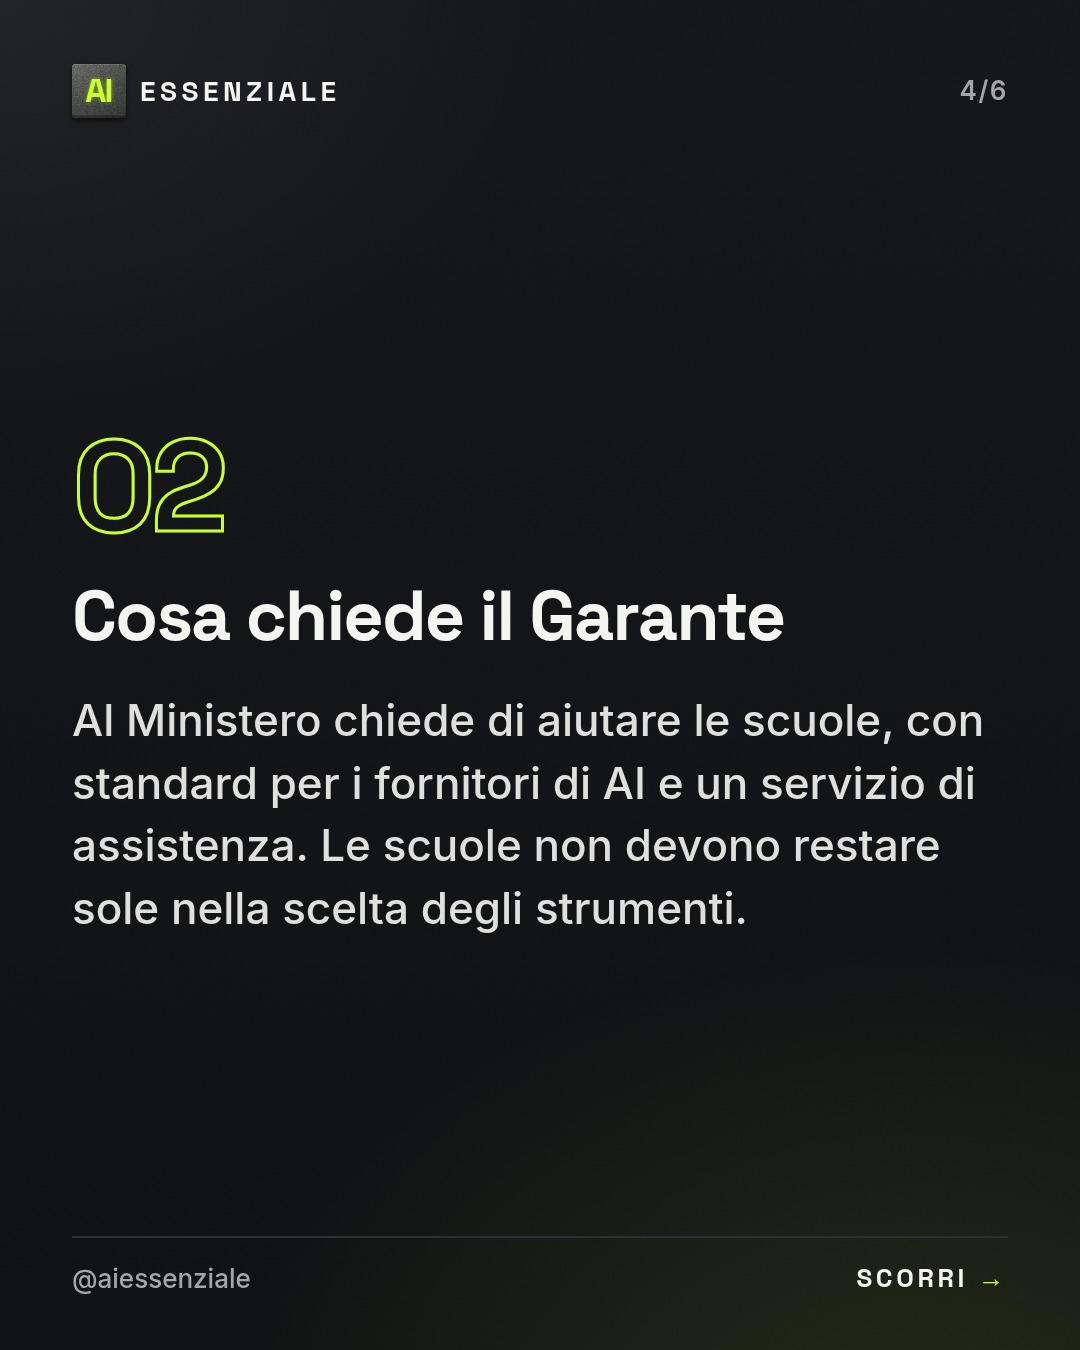 AI ESSENZIALE
4/6
02
Cosa chiede il Garante
Al Ministero chiede di aiutare le scuole, con
standard per i fornitori di AI e un servizio di
assistenza. Le scuole non devono restare
sole nella scelta degli strumenti.
@aiessenziale
SCORRI →